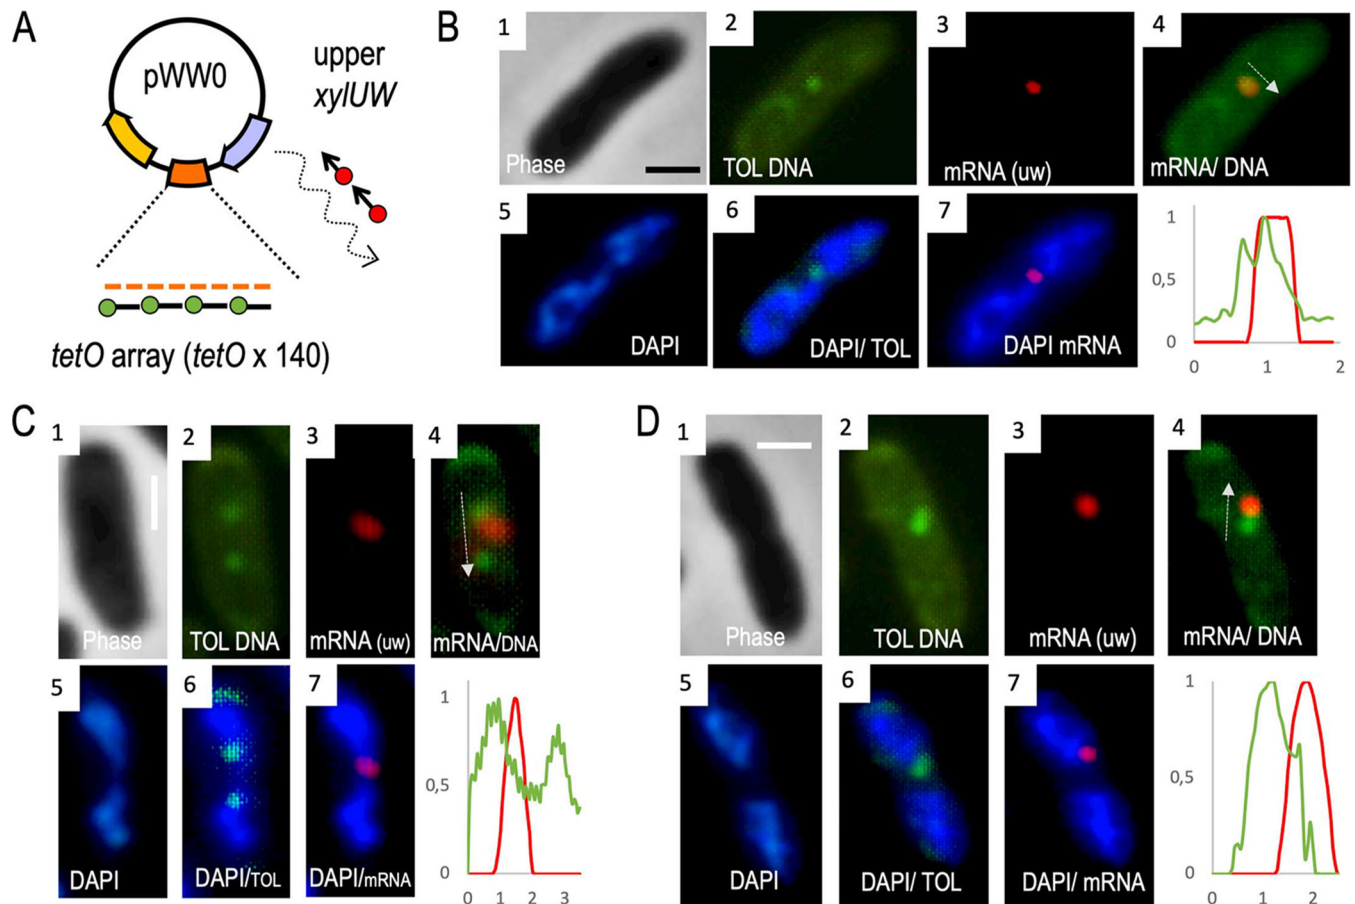 A
pWW0
upper
xylUW
tetO array (tetO x 140)
B
1
Phase
2
TOL DNA
3
mRNA (uw)
4
mRNA/ DNA
5
DAPI
6
DAPI/ TOL
7
DAPI mRNA
1
0,5
0
0 1 2
C
1
Phase
2
TOL DNA
3
mRNA (uw)
4
mRNA/DNA
5
DAPI
6
DAPI/TOL
7
DAPI/mRNA
1
0,5
0
0 1 2 3
D
1
Phase
2
TOL DNA
3
mRNA (uw)
4
mRNA/ DNA
5
DAPI
6
DAPI/ TOL
7
DAPI/ mRNA
1
0,5
0
0 1 2